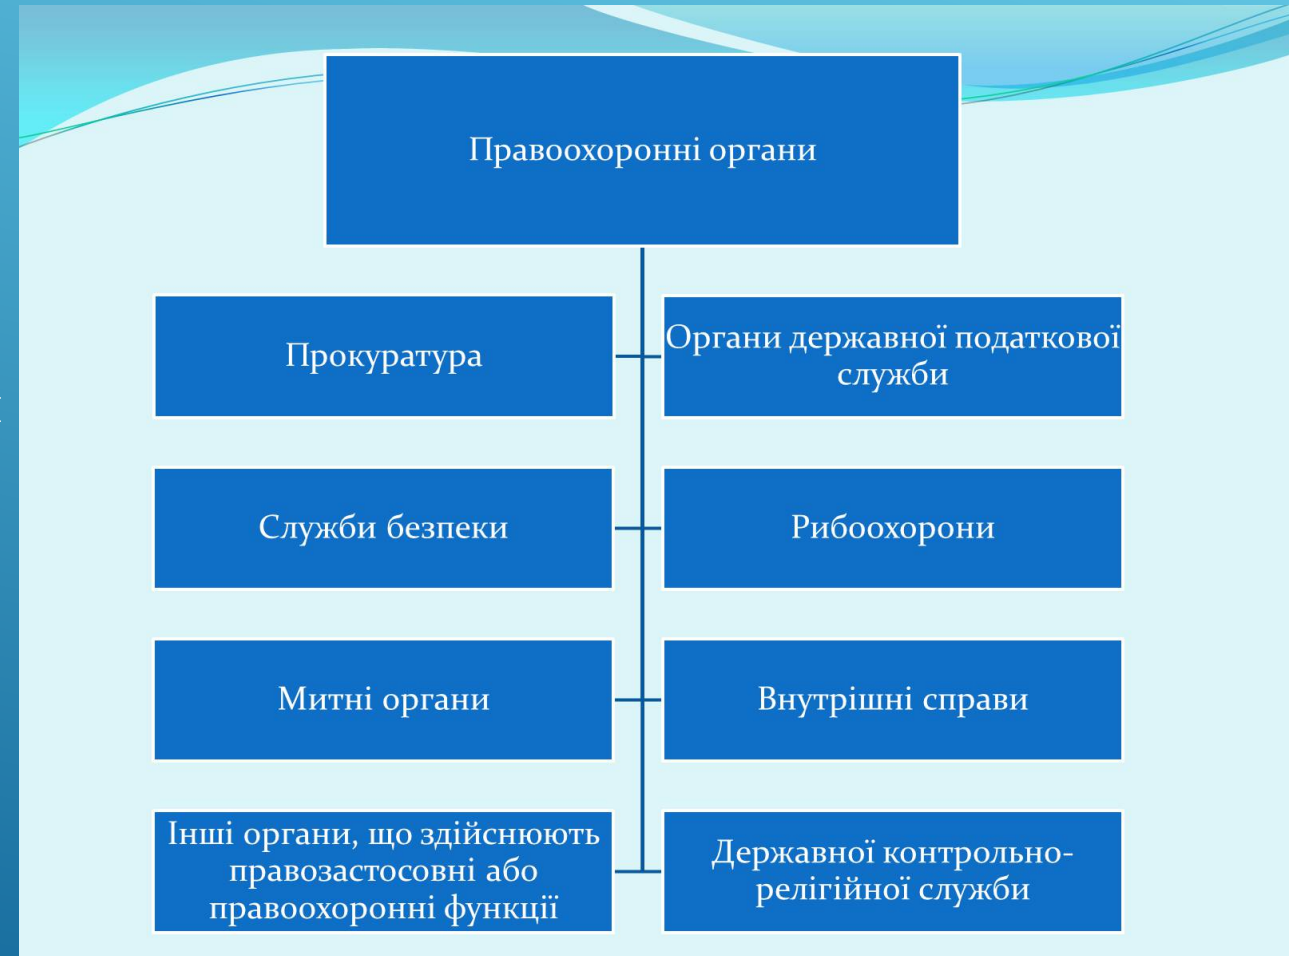 Правоохоронні органи
Прокуратура
Органи державної податкової
служби
Служби безпеки
Рибоохорони
Митні органи
Внутрішні справи
Інші органи, що здійснюють
правозастосовні або
правоохоронні функції
Державної контрольно-
релігійної служби